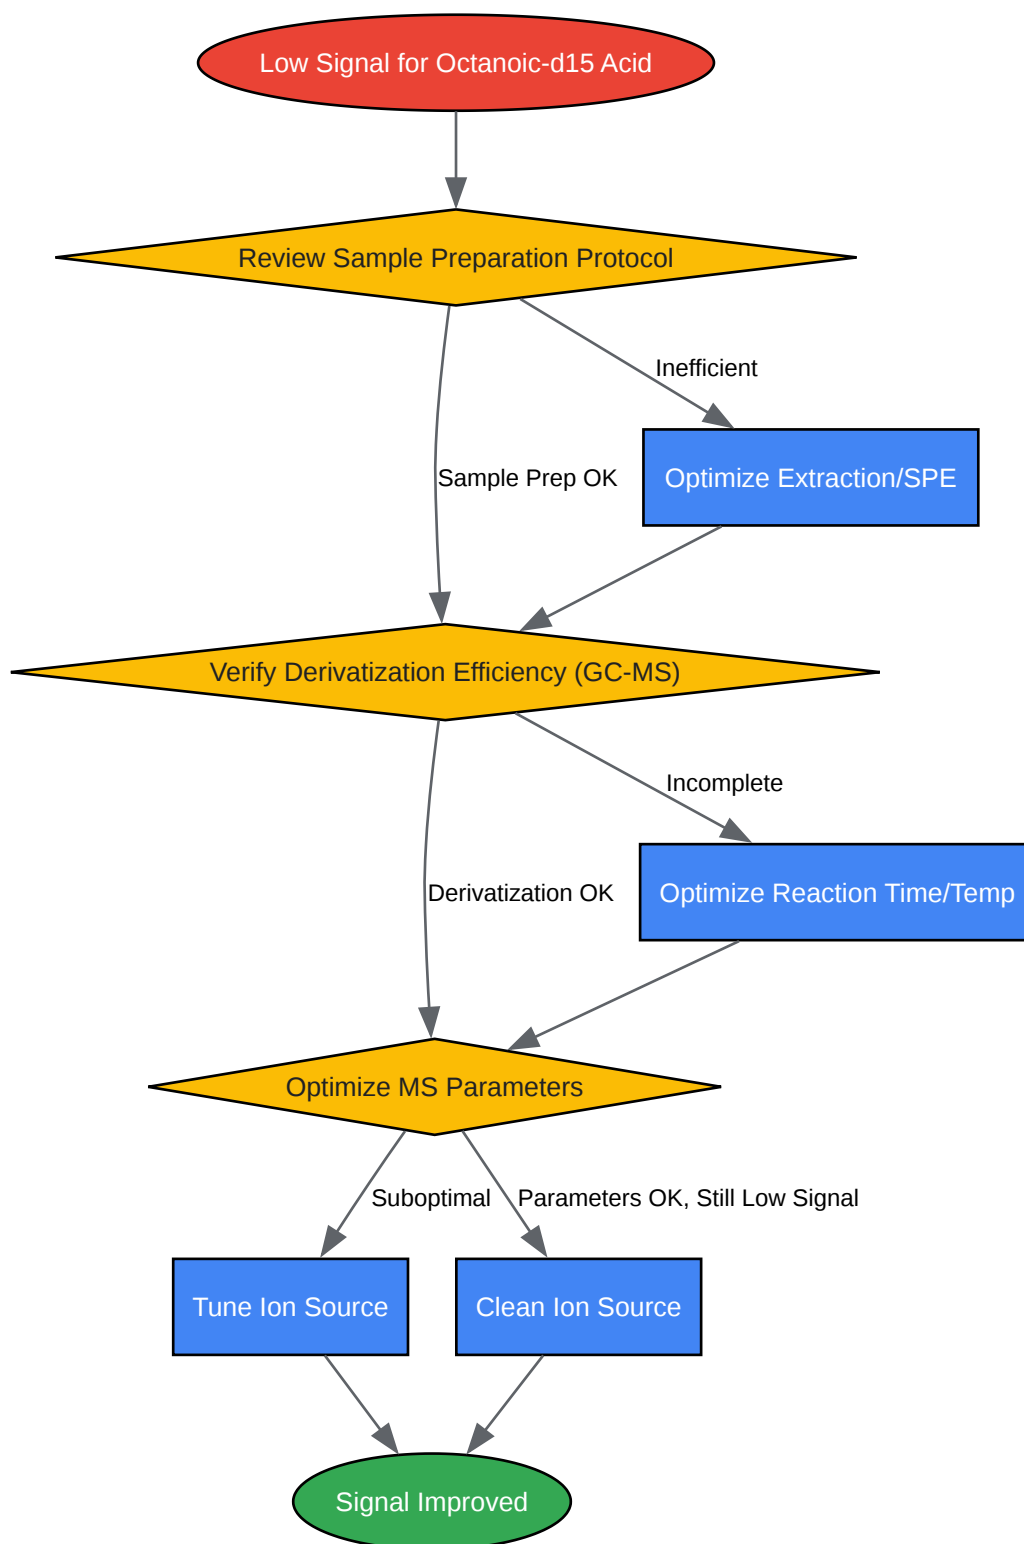 Low Signal for Octanoic-d15 Acid
Review Sample Preparation Protocol
Inefficient
Sample Prep OK
Optimize Extraction/SPE
Verify Derivatization Efficiency (GC-MS)
Incomplete
Derivatization OK
Optimize Reaction Time/Temp
Optimize MS Parameters
Suboptimal
Parameters OK, Still Low Signal
Tune Ion Source
Clean Ion Source
Signal Improved